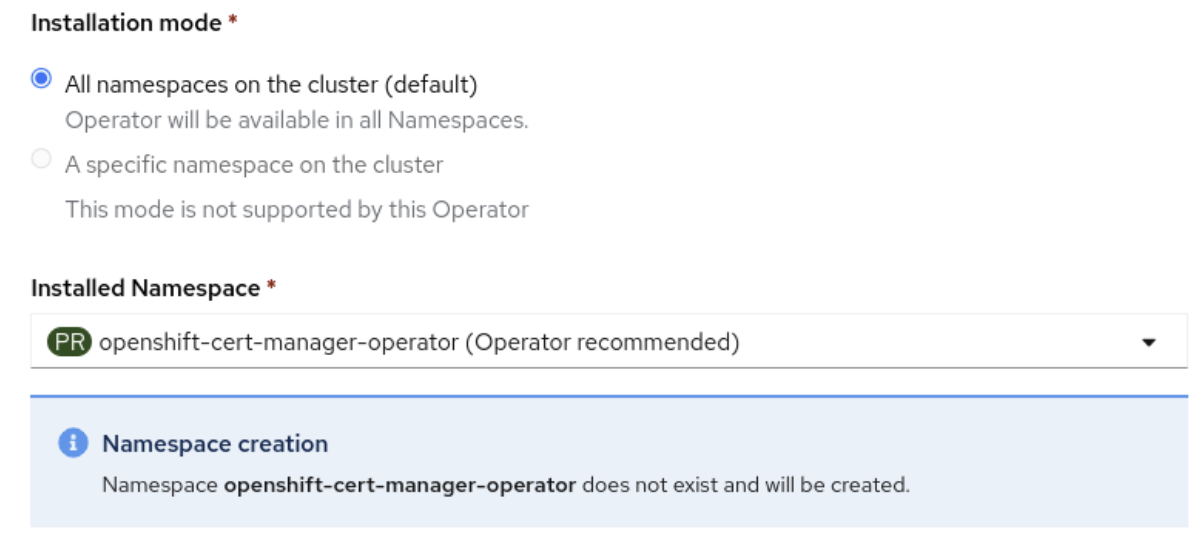 Installation mode *
All namespaces on the cluster (default)
Operator will be available in all Namespaces.
A specific namespace on the cluster
This mode is not supported by this Operator
Installed Namespace *
PR openshift-cert-manager-operator (Operator recommended)
Namespace creation
Namespace openshift-cert-manager-operator does not exist and will be created.